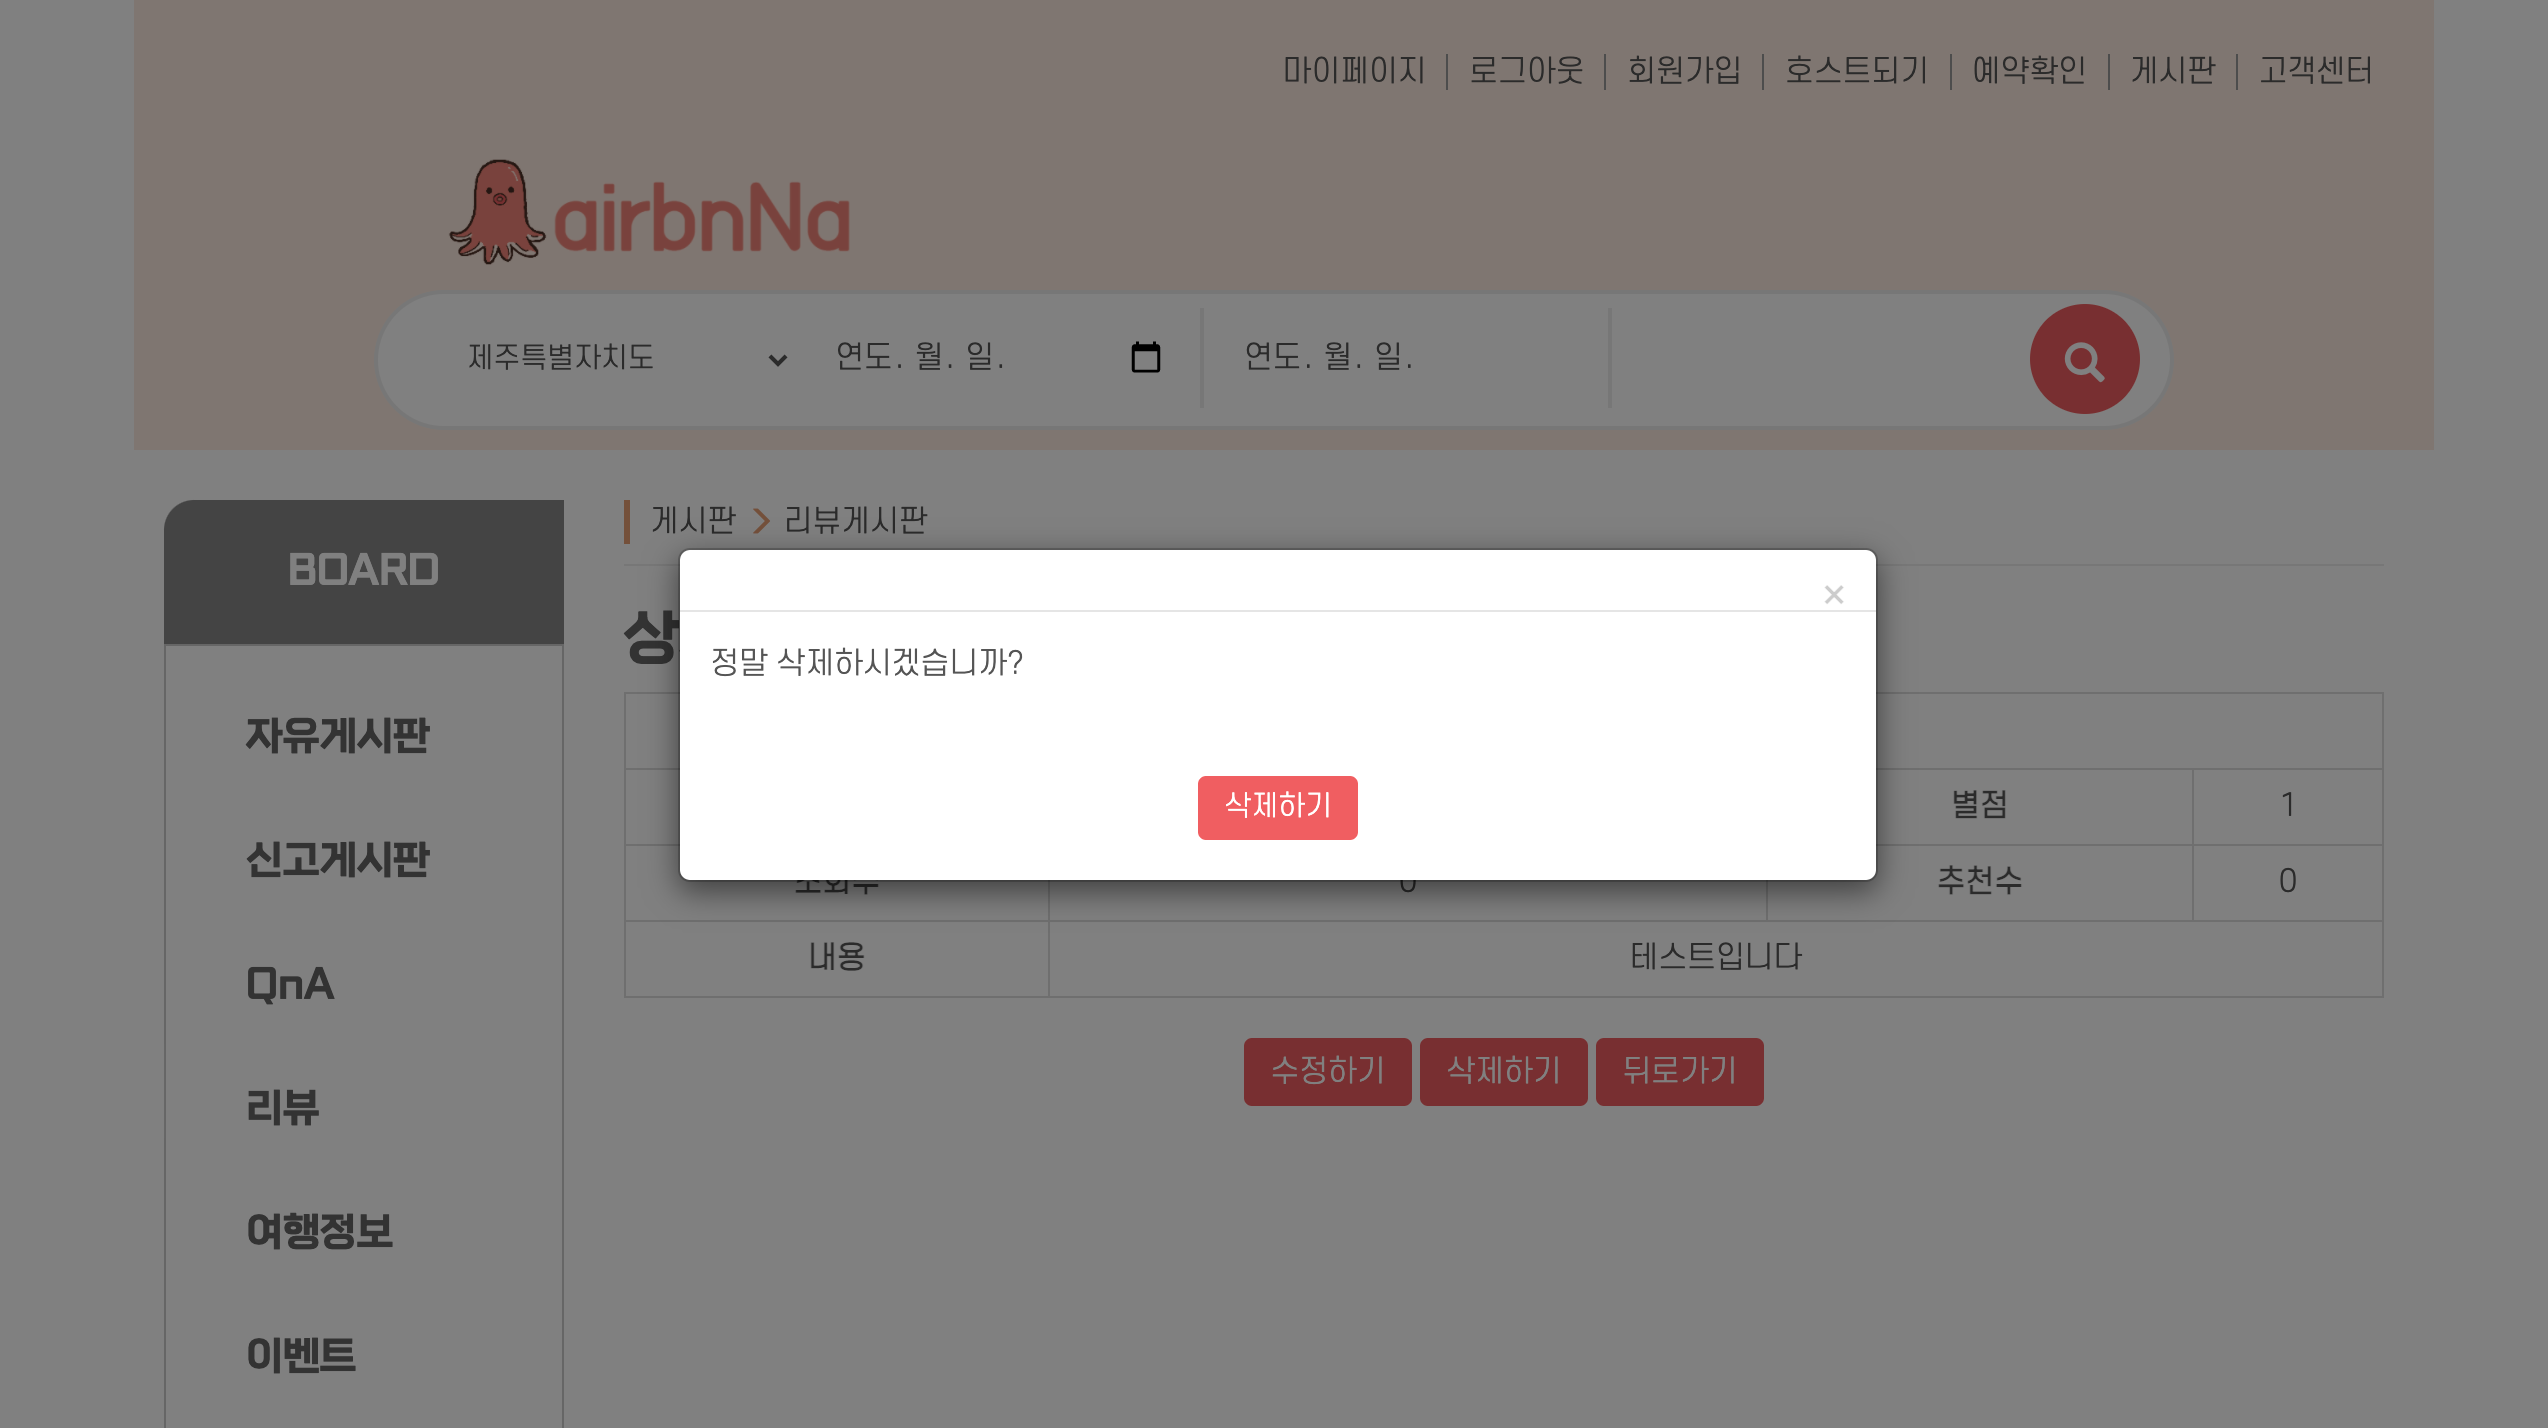 마이페이지 로그아웃 회원가입 호스트되기 예약확인 게시판 고객센터
airbnNa
제주특별자치도 연도. 월. 일. 연도. 월. 일.
BOARD
자유게시판
신고게시판
QnA
리뷰
여행정보
이벤트
게시판 > 리뷰게시판
상
×
정말 삭제하시겠습니까?
삭제하기
별점 1
조회수 0 추천수 0
내용 테스트입니다
수정하기 삭제하기 뒤로가기